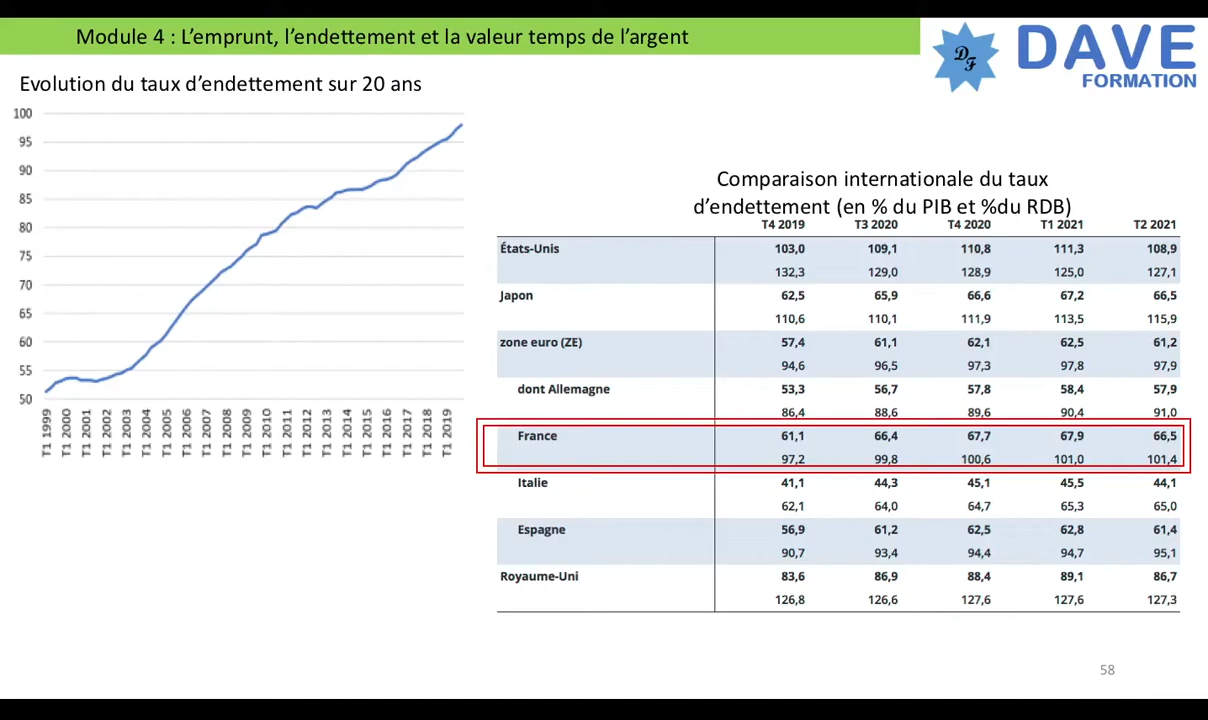 Module 4 : L’emprunt, l’endettement et la valeur temps de l’argent
DF
DAVE
FORMATION
Evolution du taux d’endettement sur 20 ans
100
95
90
85
80
75
70
65
60
55
50
T1 1999
T1 2000
T1 2001
T1 2002
T1 2003
T1 2004
T1 2005
T1 2006
T1 2007
T1 2008
T1 2009
T1 2010
T1 2011
T1 2012
T1 2013
T1 2014
T1 2015
T1 2016
T1 2017
T1 2018
T1 2019
Comparaison internationale du taux
d’endettement (en % du PIB et %du RDB)
T4 2019 T3 2020 T4 2020 T1 2021 T2 2021
États-Unis 103,0 109,1 110,8 111,3 108,9
132,3 129,0 128,9 125,0 127,1
Japon 62,5 65,9 66,6 67,2 66,5
110,6 110,1 111,9 113,5 115,9
zone euro (ZE) 57,4 61,1 62,1 62,5 61,2
94,6 96,5 97,3 97,8 97,9
dont Allemagne 53,3 56,7 57,8 58,4 57,9
86,4 88,6 89,6 90,4 91,0
France 61,1 66,4 67,7 67,9 66,5
97,2 99,8 100,6 101,0 101,4
Italie 41,1 44,3 45,1 45,5 44,1
62,1 64,0 64,7 65,3 65,0
Espagne 56,9 61,2 62,5 62,8 61,4
90,7 93,4 94,4 94,7 95,1
Royaume-Uni 83,6 86,9 88,4 89,1 86,7
126,8 126,6 127,6 127,6 127,3
58